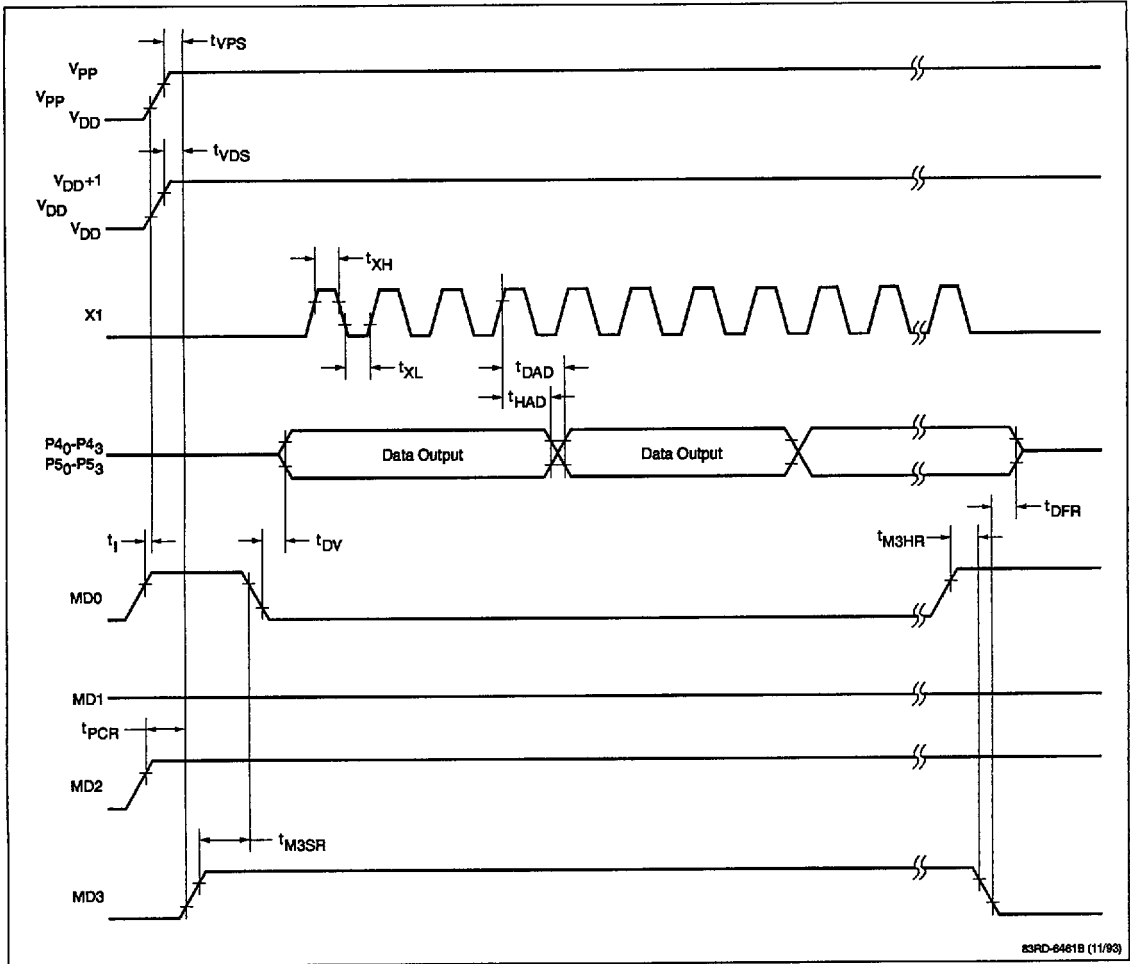 tVPS
VPP
VPP
VDD
tVDS
VDD+1
VDD
VDD
tXH
X1
tXL
tDAD
tHAD
P40-P43
P50-P53
Data Output
Data Output
tDFR
tI
tDV
tM3HR
MD0
MD1
tPCR
MD2
tM3SR
MD3
83RD-6461B (11/93)